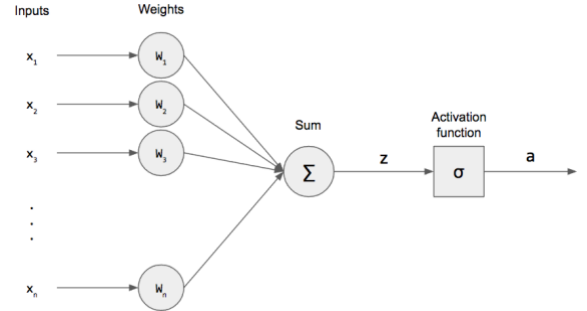 Inputs
Weights
x₁
W₁
x₂
W₂
x₃
W₃
Sum
Σ
z
Activation
function
σ
a
.
.
.
xₙ
Wₙ